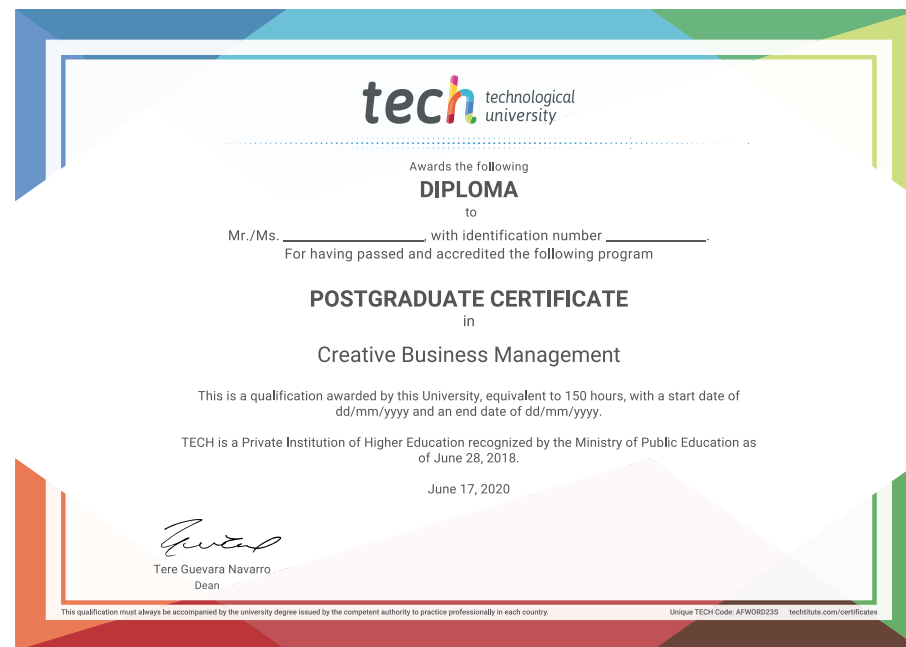 tech technological
university
Awards the following
DIPLOMA
to
Mr./Ms. ____________________, with identification number ______________.
For having passed and accredited the following program
POSTGRADUATE CERTIFICATE
in
Creative Business Management
This is a qualification awarded by this University, equivalent to 150 hours, with a start date of
dd/mm/yyyy and an end date of dd/mm/yyyy.
TECH is a Private Institution of Higher Education recognized by the Ministry of Public Education as
of June 28, 2018.
June 17, 2020
Tere Guevara Navarro
Dean
This qualification must always be accompanied by the university degree issued by the competent authority to practice professionally in each country. Unique TECH Code: AFWORD23S techtitute.com/certificates